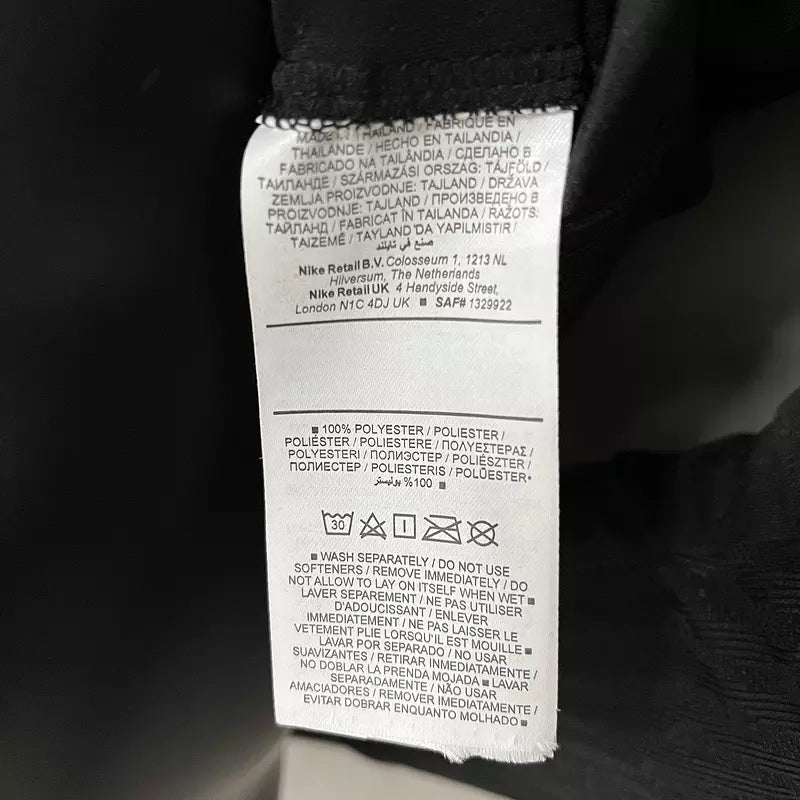 MADE IN THAILAND / FABRIQUÉ EN
THAÏLANDE / HECHO EN TAILANDIA /
FABRICADO NA TAILÂNDIA / СДЕЛАНО В
ТАИЛАНДЕ / SZÁRMAZÁSI ORSZÁG: TÁJFÖLD /
ZEMLJA PROIZVODNJE: TAJLAND / DRŽAVA
PROIZVODNJE: TAJLAND / ПРОИЗВЕДЕНО В
ТАЙЛАНД / FABRICAT ÎN TAILANDA / RAŽOTS:
TAIZEMĒ / TAYLAND'DA YAPILMISTIR /
صنع في تايلند
Nike Retail B.V. Colosseum 1, 1213 NL
Hilversum, The Netherlands
Nike Retail UK 4 Handyside Street,
London N1C 4DJ UK ■ SAF# 1329922
■ 100% POLYESTER / POLIESTER /
POLIÉSTER / POLIESTERE / ΠΟΛΥΕΣΤΕΡΑΣ /
POLYESTERI / ПОЛИЭСТЕР / POLIÉSZTER /
ПОЛИЕСТЕР / POLIESTERIS / POLÜESTER•
100% بوليستر ■
30
■ WASH SEPARATELY / DO NOT USE
SOFTENERS / REMOVE IMMEDIATELY / DO
NOT ALLOW TO LAY ON ITSELF WHEN WET ■
LAVER SEPAREMENT / NE PAS UTILISER
D'ADOUCISSANT / ENLEVER
IMMEDIATEMENT / NE PAS LAISSER LE
VETEMENT PLIE LORSQU'IL EST MOUILLE ■
LAVAR POR SEPARADO / NO USAR
SUAVIZANTES / RETIRAR INMEDIATAMENTE /
NO DOBLAR LA PRENDA MOJADA ■ LAVAR
SEPARADAMENTE / NÃO USAR
AMACIADORES / REMOVER IMEDIATAMENTE /
EVITAR DOBRAR ENQUANTO MOLHADO ■